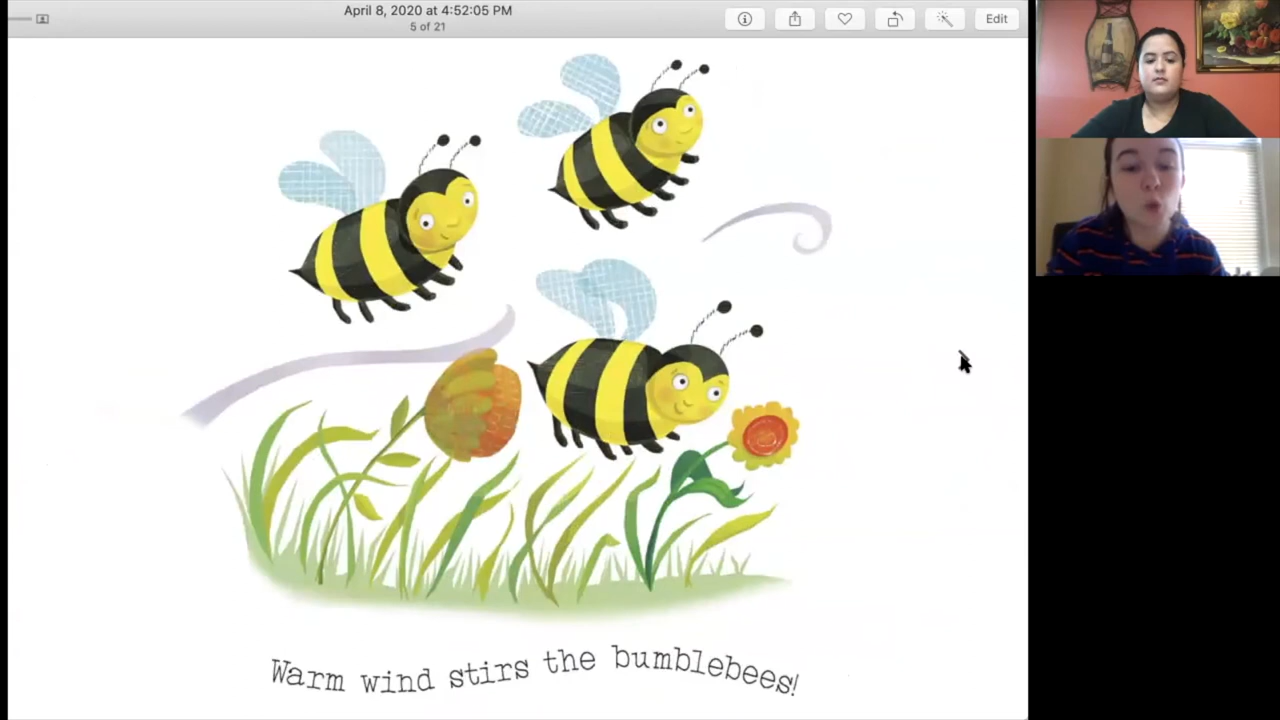 April 8, 2020 at 4:52:05 PM
5 of 21
Edit
Warm wind stirs the bumblebees!